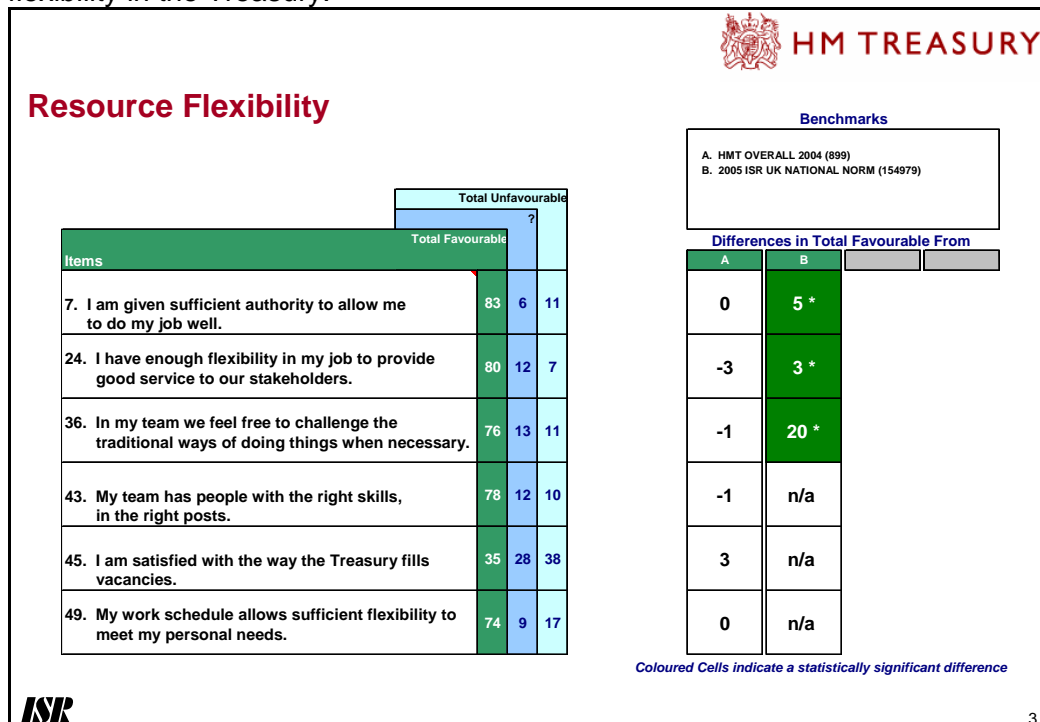 flexibility in the Treasury.
HM TREASURY
Resource Flexibility
Benchmarks
A. HMT OVERALL 2004 (899)
B. 2005 ISR UK NATIONAL NORM (154979)
Total Unfavourable
?
Total Favourable
Items
Differences in Total Favourable From
A B
7. I am given sufficient authority to allow me
to do my job well.
83 6 11 0 5 *
24. I have enough flexibility in my job to provide
good service to our stakeholders.
80 12 7 -3 3 *
36. In my team we feel free to challenge the
traditional ways of doing things when necessary.
76 13 11 -1 20 *
43. My team has people with the right skills,
in the right posts.
78 12 10 -1 n/a
45. I am satisfied with the way the Treasury fills
vacancies.
35 28 38 3 n/a
49. My work schedule allows sufficient flexibility to
meet my personal needs.
74 9 17 0 n/a
Coloured Cells indicate a statistically significant difference
ISR
3